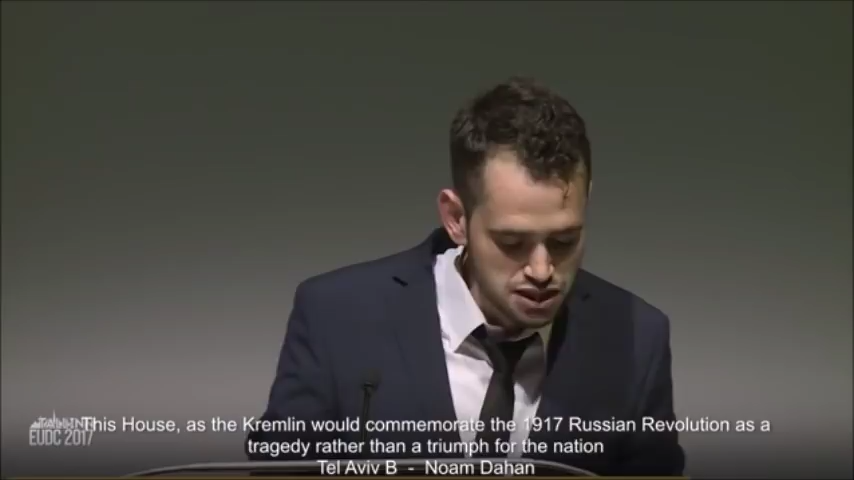 TALLINN
EUDC 2017
This House, as the Kremlin would commemorate the 1917 Russian Revolution as a
tragedy rather than a triumph for the nation
Tel Aviv B - Noam Dahan